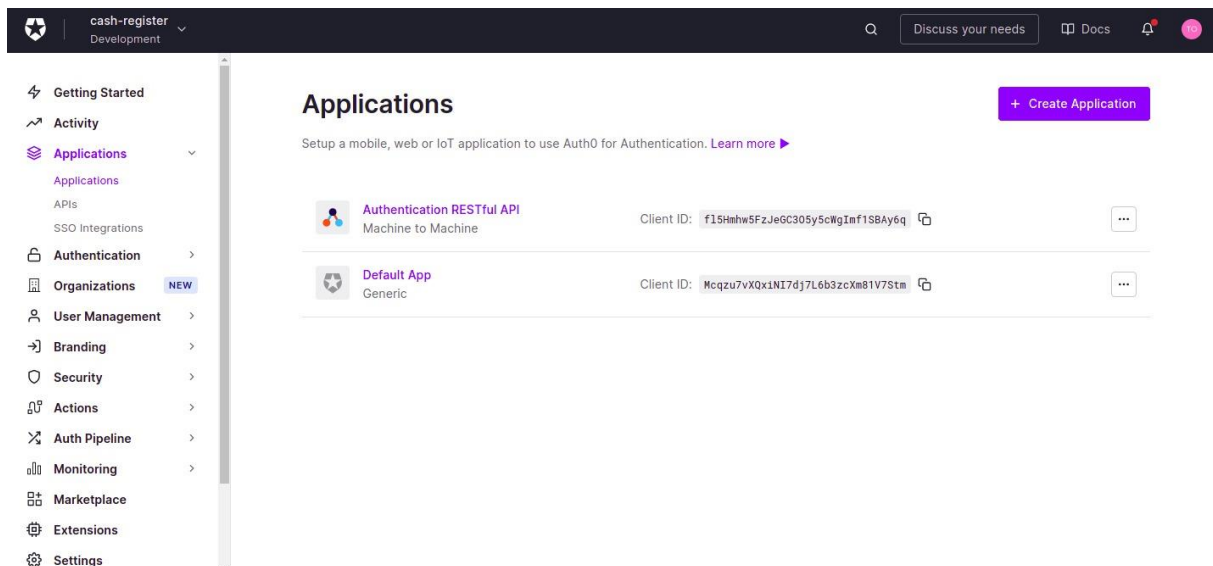 cash-register
Development
Discuss your needs
Docs
TO
Getting Started
Activity
Applications
Applications
APIs
SSO Integrations
Authentication
Organizations NEW
User Management
Branding
Security
Actions
Auth Pipeline
Monitoring
Marketplace
Extensions
Settings
Applications
+ Create Application
Setup a mobile, web or IoT application to use Auth0 for Authentication. Learn more
Authentication RESTful API
Machine to Machine
Client ID: fl5Hmhw5FzJeGC3O5y5cWgImf1SBAy6q
Default App
Generic
Client ID: Mcqzu7vXQxiNI7dj7L6b3zcXm81V7Stm